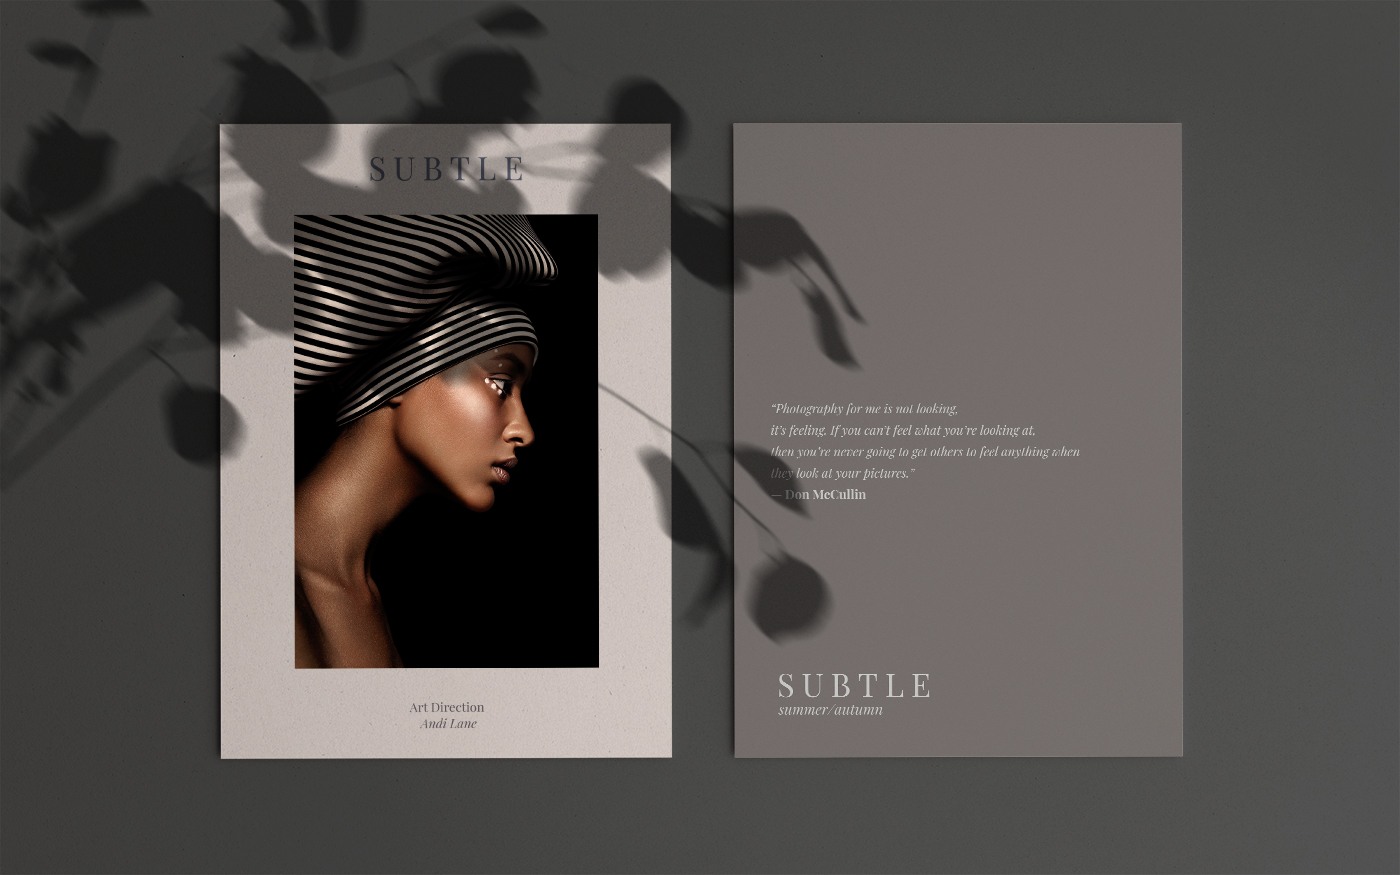 SUBTLE
Art Direction
Andi Lane
“Photography for me is not looking,
it’s feeling. If you can’t feel what you’re looking at,
then you’re never going to get others to feel anything when
they look at your pictures.”
— Don McCullin
SUBTLE
summer/autumn